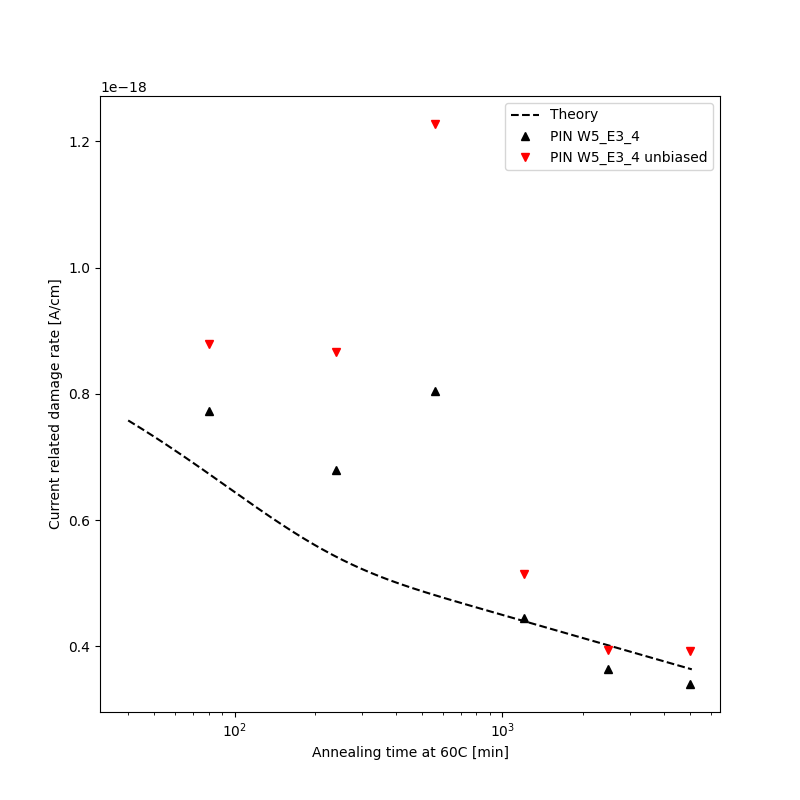 1e−18
Theory
PIN W5_E3_4
PIN W5_E3_4 unbiased
1.2
1.0
0.8
0.6
0.4
Current related damage rate [A/cm]
10²
10³
Annealing time at 60C [min]